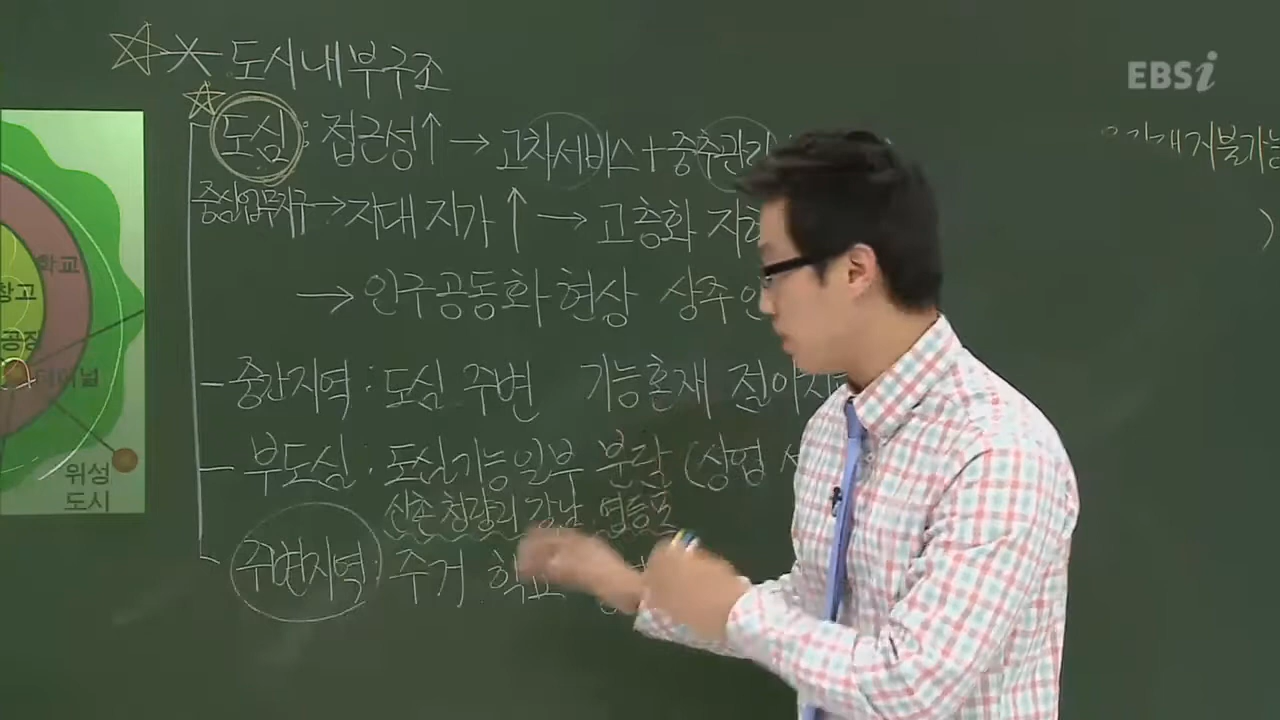 도시내부구조
EBSi
도심: 접근성↑ → 고차서비스+중추관리
중심업무지구→지대 지가↑ → 고층화 지
→ 인구공동화현상 상주인
- 중간지역: 도심 주변 기능혼재 점이지
- 부도심: 도심기능 일부 분담 (상업 서
신촌 청량리 강남 영등포
주변지역: 주거 학교
)
학교
창고
공장
터미널
위성
도시